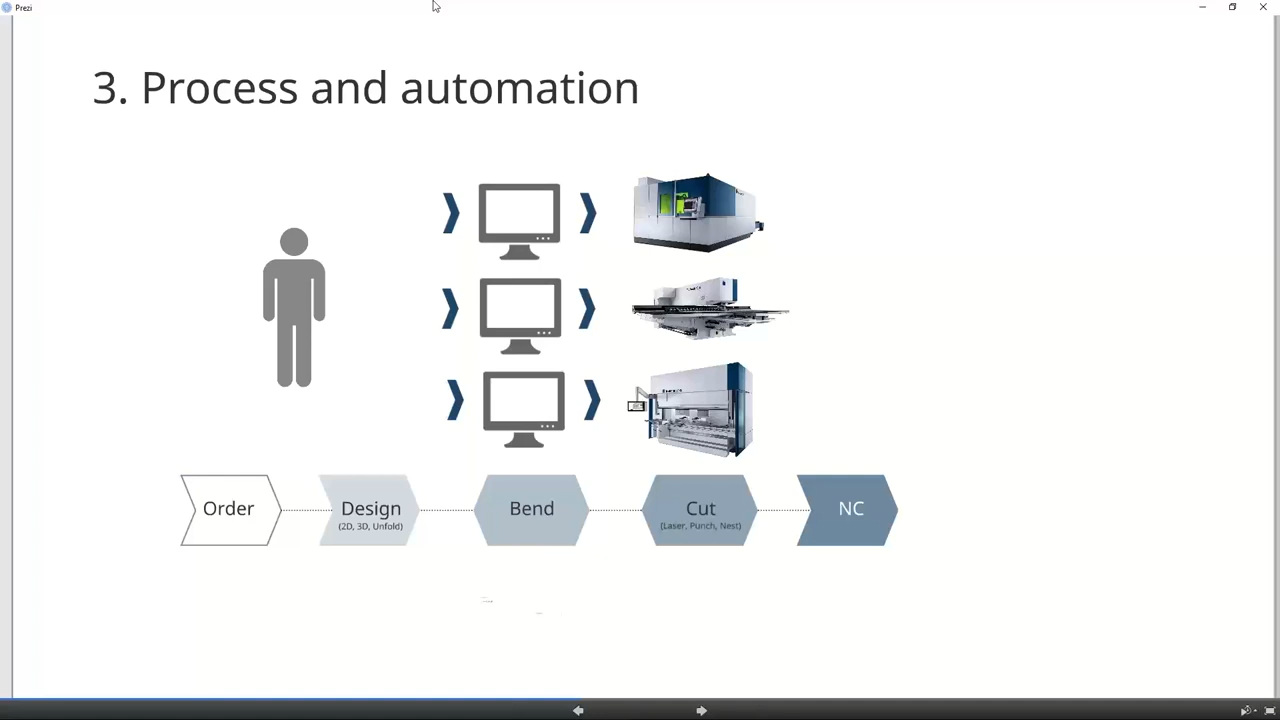 Prezi
3. Process and automation
Order
Design
(2D, 3D, Unfold)
Bend
Cut
(Laser, Punch, Nest)
NC